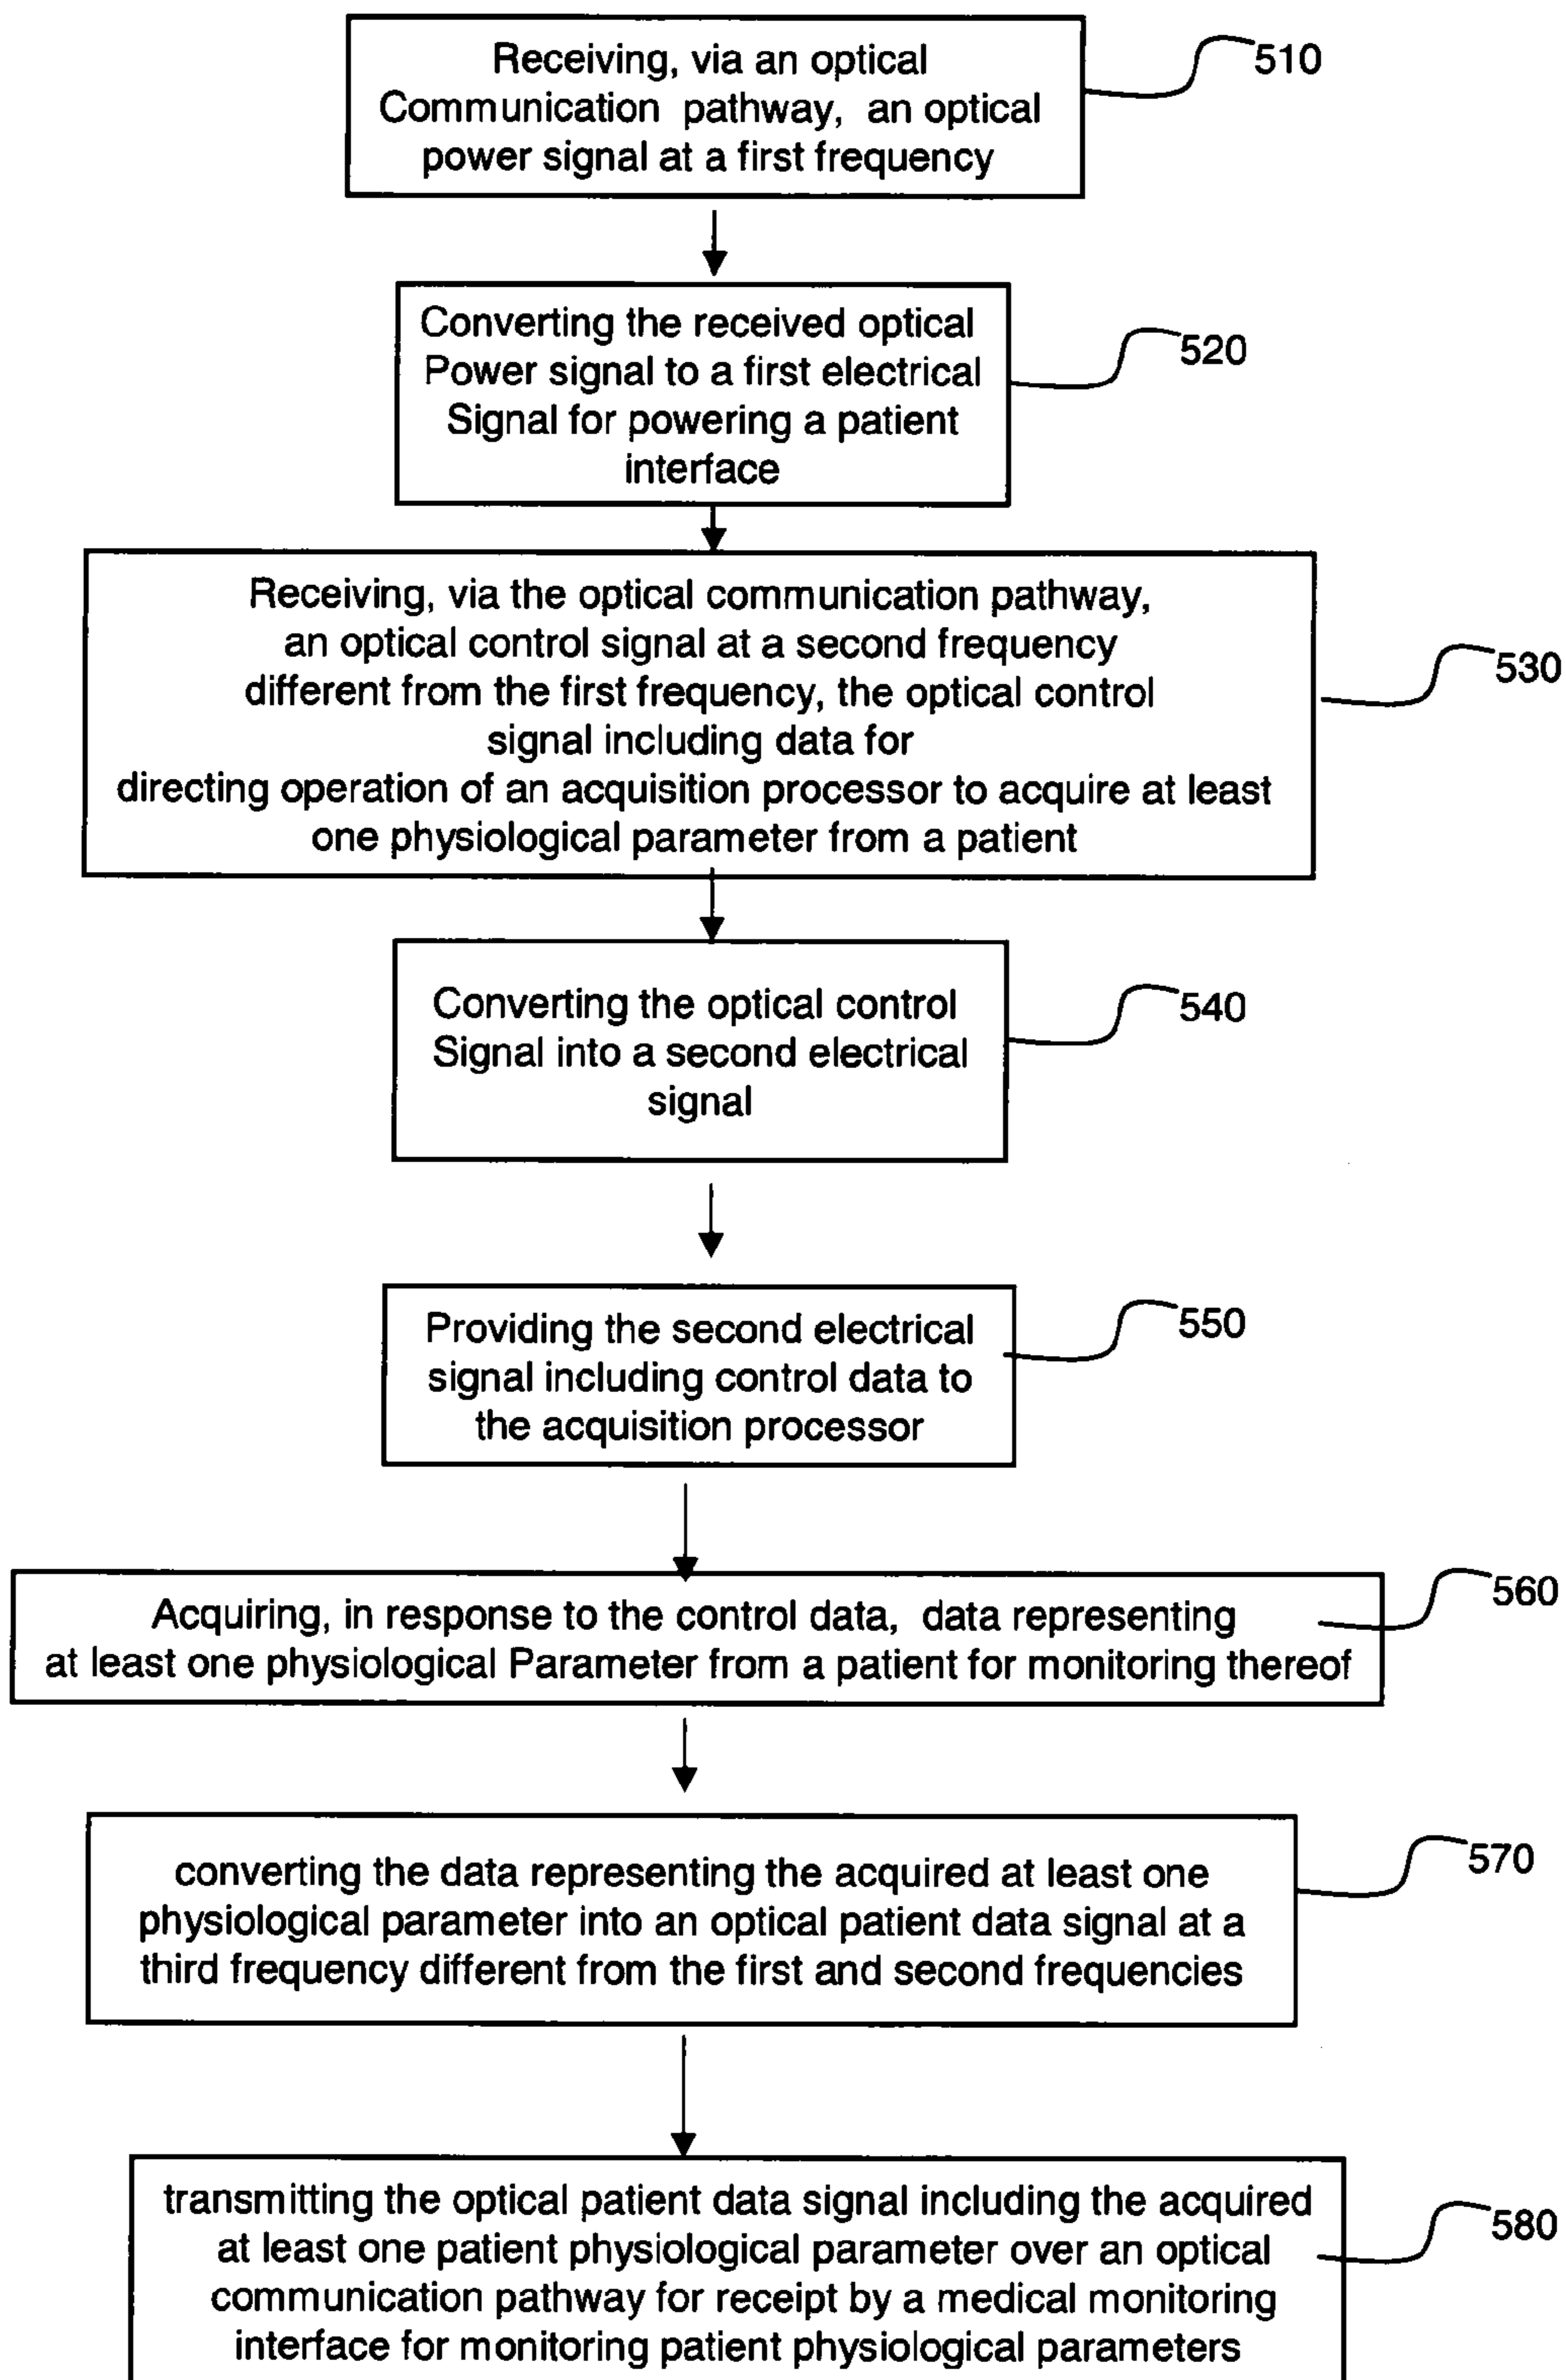 Receiving, via an optical
Communication pathway, an optical
power signal at a first frequency
510
Converting the received optical
Power signal to a first electrical
Signal for powering a patient
interface
520
Receiving, via the optical communication pathway,
an optical control signal at a second frequency
different from the first frequency, the optical control
signal including data for
directing operation of an acquisition processor to acquire at least
one physiological parameter from a patient
530
Converting the optical control
Signal into a second electrical
signal
540
Providing the second electrical
signal including control data to
the acquisition processor
550
Acquiring, in response to the control data, data representing
at least one physiological Parameter from a patient for monitoring thereof
560
converting the data representing the acquired at least one
physiological parameter into an optical patient data signal at a
third frequency different from the first and second frequencies
570
transmitting the optical patient data signal including the acquired
at least one patient physiological parameter over an optical
communication pathway for receipt by a medical monitoring
interface for monitoring patient physiological parameters
580